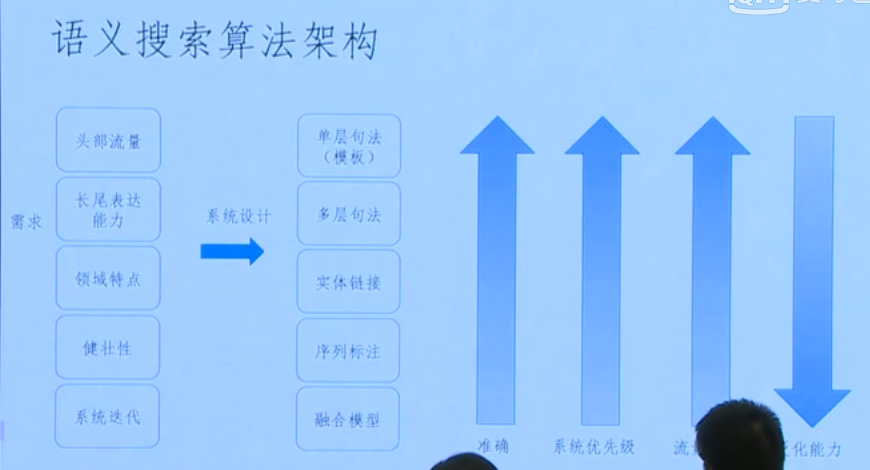 语义搜索算法架构
需求
头部流量
长尾表达
能力
领域特点
健壮性
系统迭代
系统设计
单层句法
（模板）
多层句法
实体链接
序列标注
融合模型
准确
系统优先级
流
化能力